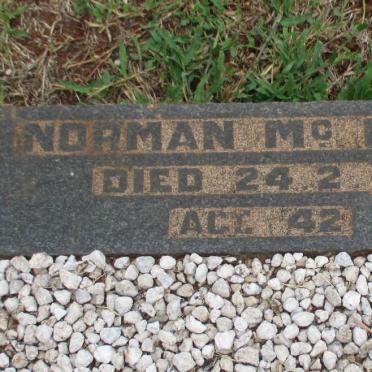 NORMAN Mc
DIED 24.2
AGE 42